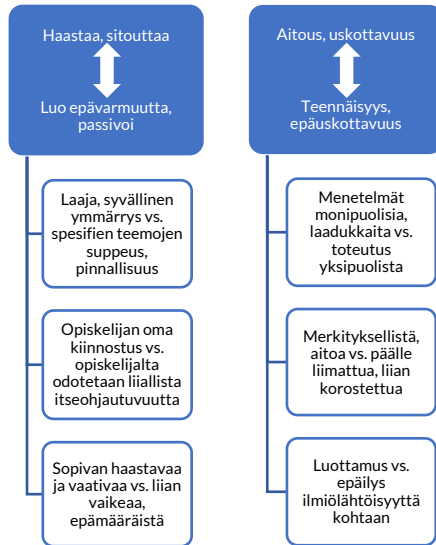 Haastaa, sitouttaa
Luo epävarmuutta,
passivoi
Laaja, syvällinen
ymmärrys vs.
spesifien teemojen
suppeus,
pinnallisuus
Opiskelijan oma
kiinnostus vs.
opiskelijalta
odotetaan liiallista
itseohjautuvuutta
Sopivan haastavaa
ja vaativaa vs. liian
vaikeaa,
epämääräistä
Aitous, uskottavuus
Teennäisyys,
epäuskottavuus
Menetelmät
monipuolisia,
laadukkaita vs.
toteutus
yksipuolista
Merkityksellistä,
aitoa vs. päälle
liimattua, liian
korostettua
Luottamus vs.
epäilys
ilmiölähtöisyyttä
kohtaan